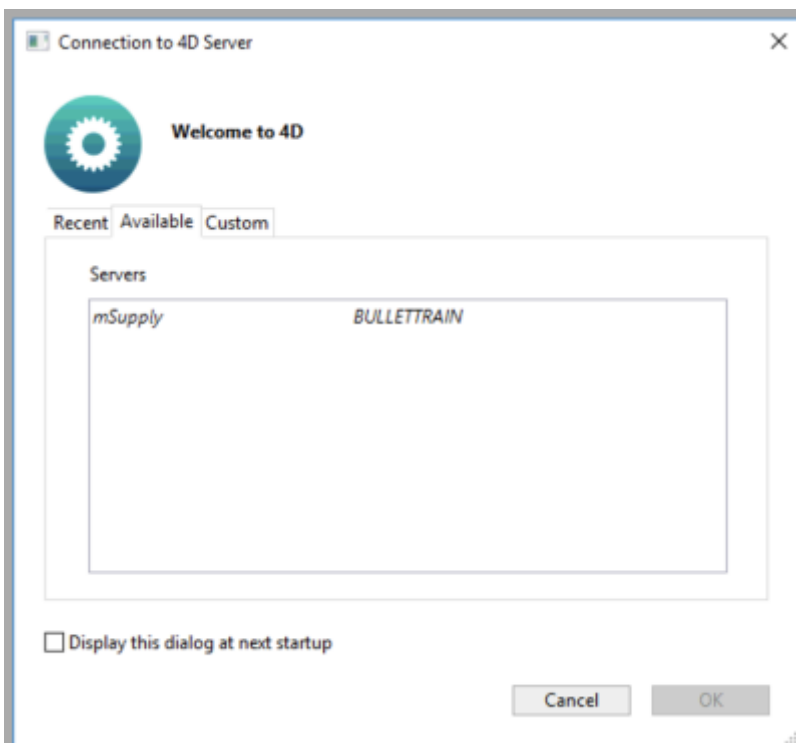 Connection to 4D Server
Welcome to 4D
Recent Available Custom
Servers
mSupply BULLETTRAIN
Display this dialog at next startup
Cancel OK